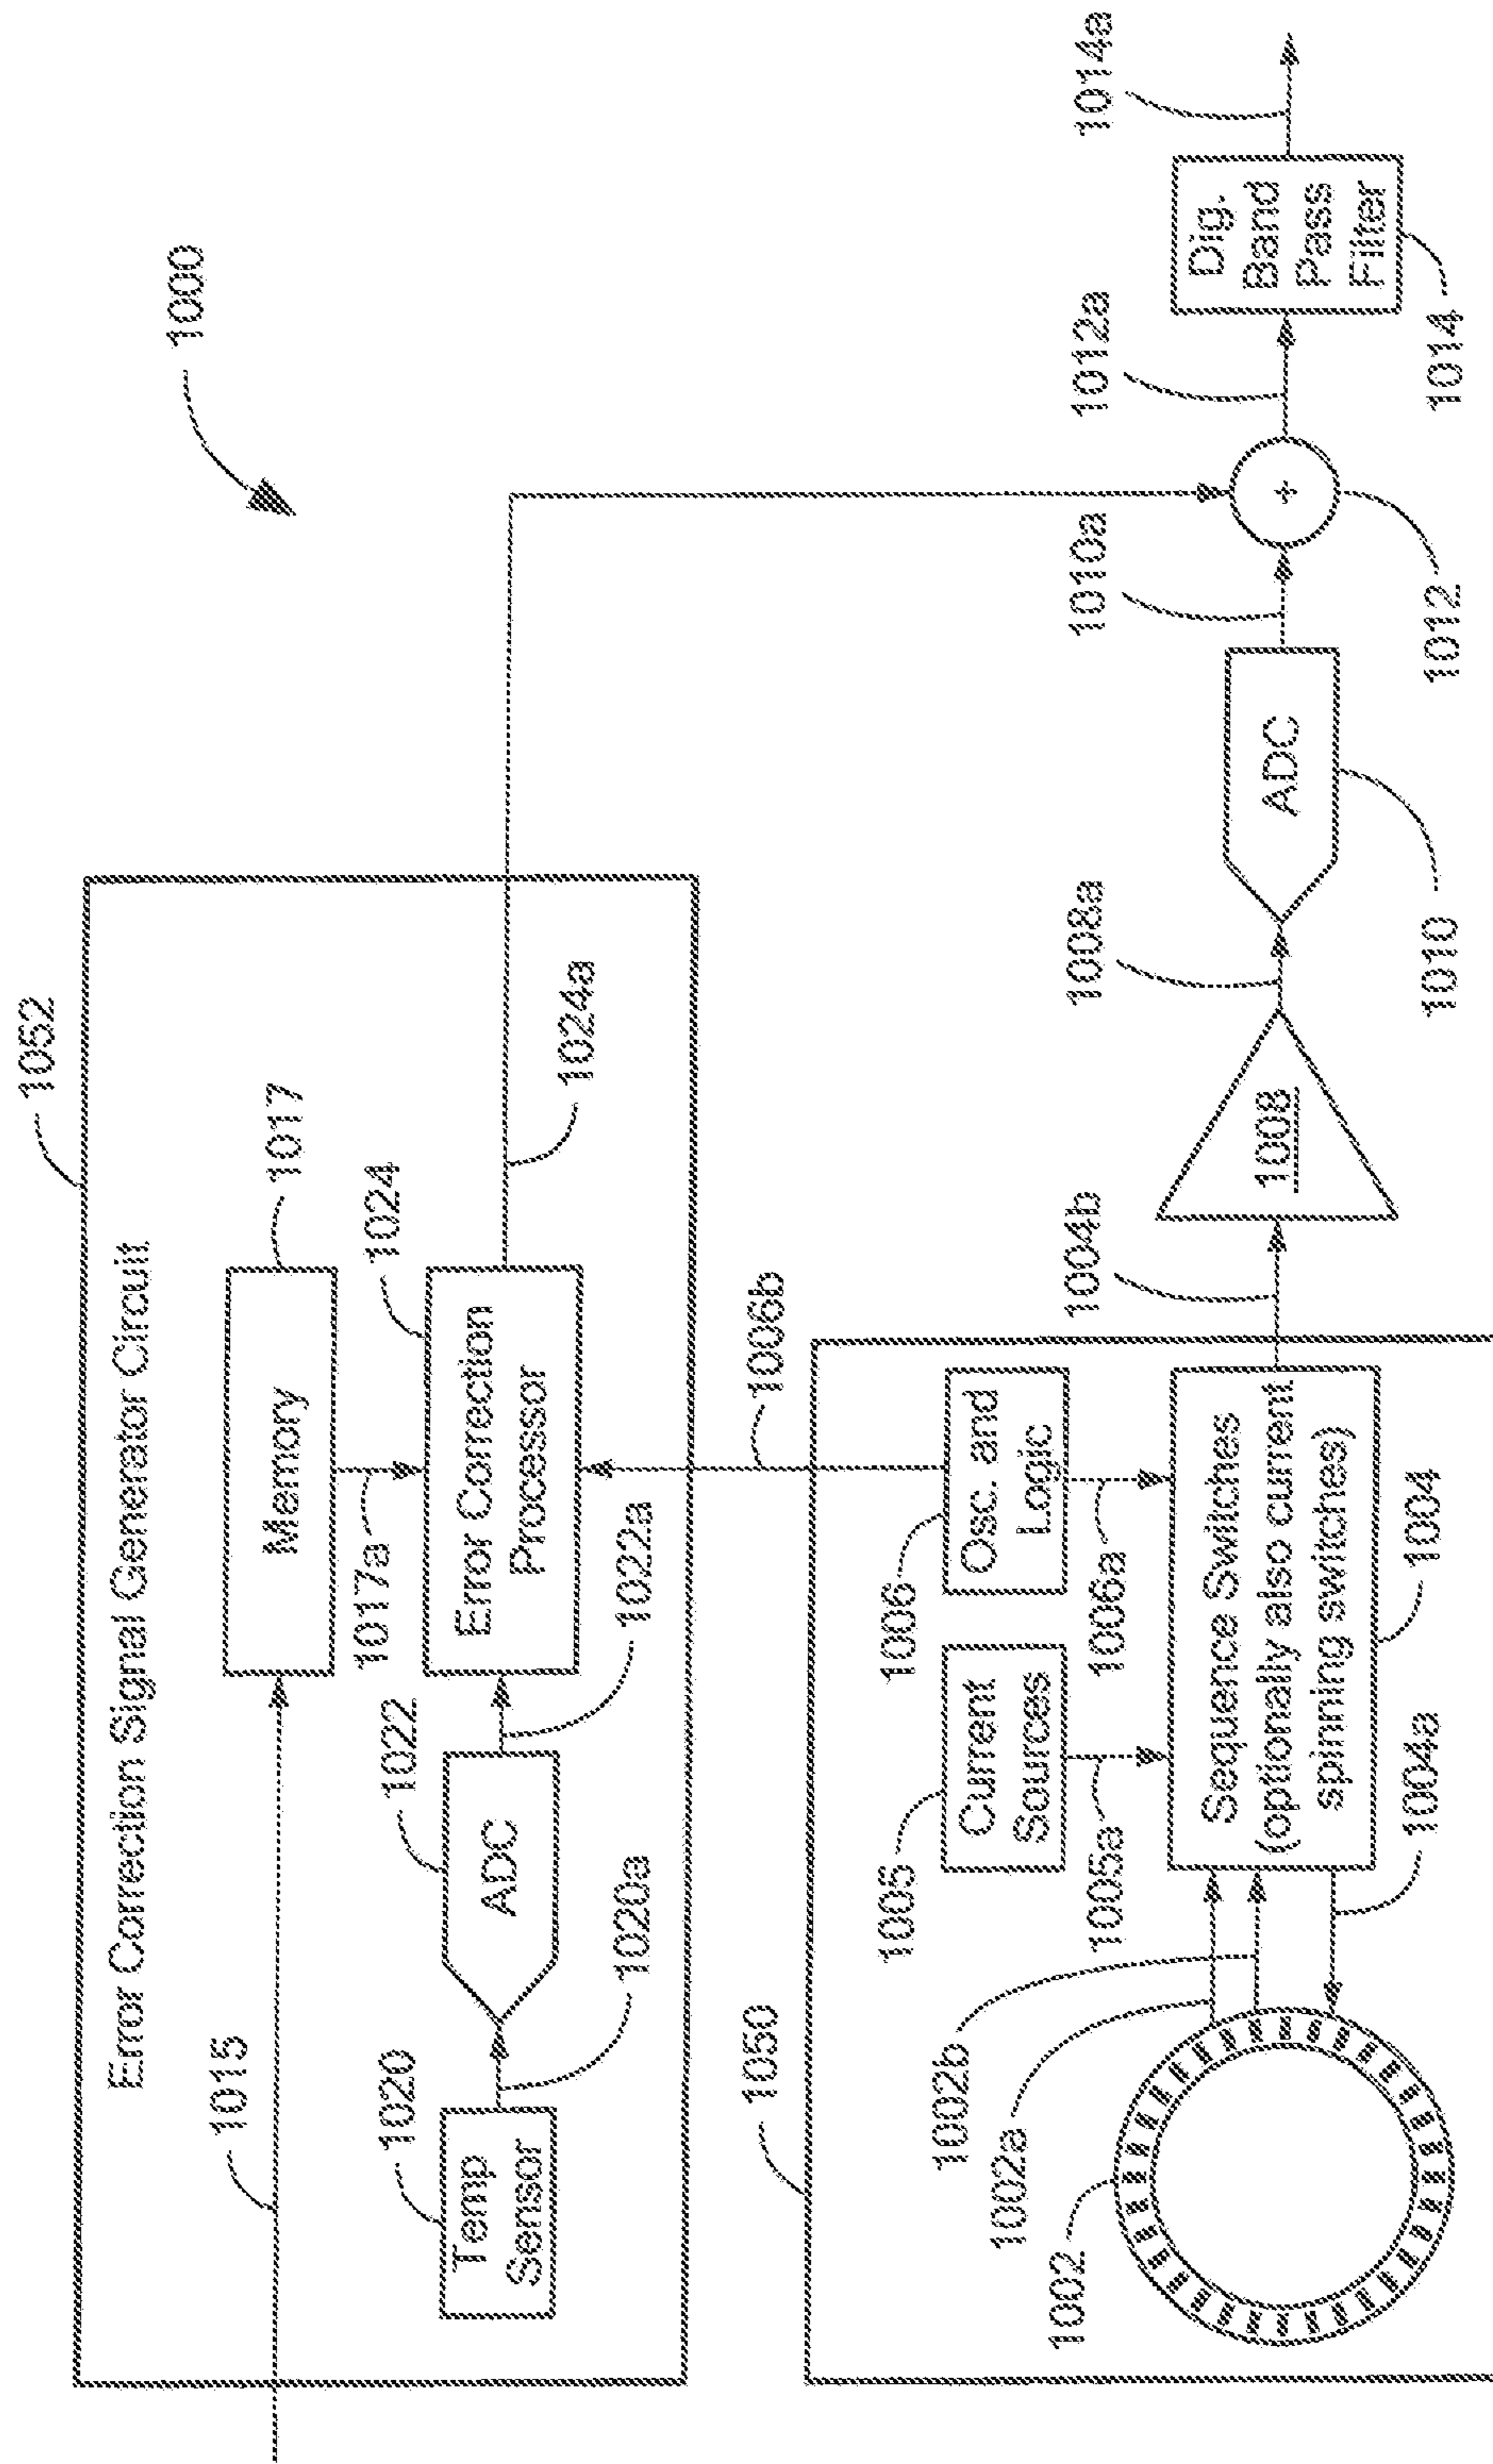 1000
1052
Error Correction Signal Generator Circuit
1015
Memory
1017
1017a
1024
Error Correction
Processor
1024a
1020
Temp
Sensor
1020a
1022
ADC
1022a
1006b
1050
1005
Current
Sources
1005a
1006
Osc. and
Logic
1006a
1002
1002a
1002b
Sequence Switches
(optionally also current
spinning switches)
1004
1004a
1004b
1008
1008a
ADC
1010
1010a
+
1012
1012a
Dig.
Band
Pass
Filter
1014
1014a